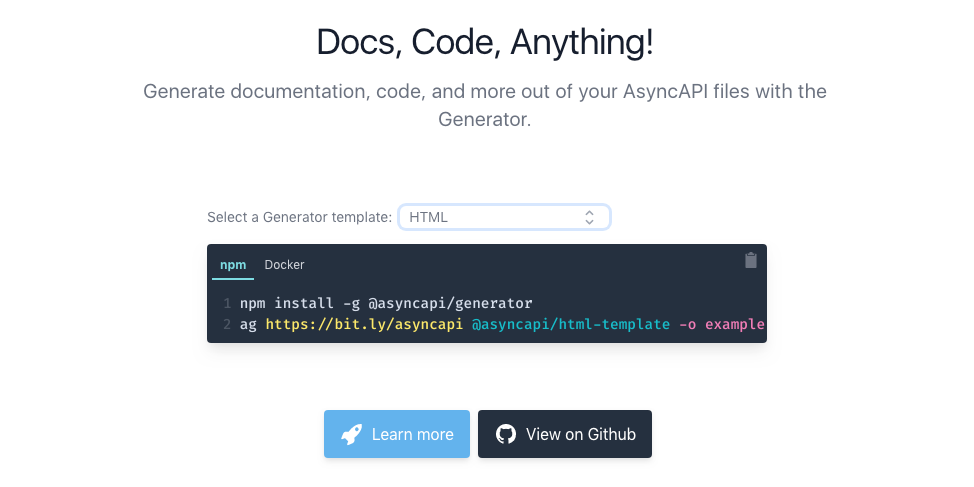 Docs, Code, Anything!
Generate documentation, code, and more out of your AsyncAPI files with the
Generator.
Select a Generator template: HTML
npm Docker
1 npm install -g @asyncapi/generator
2 ag https://bit.ly/asyncapi @asyncapi/html-template -o example
Learn more View on Github